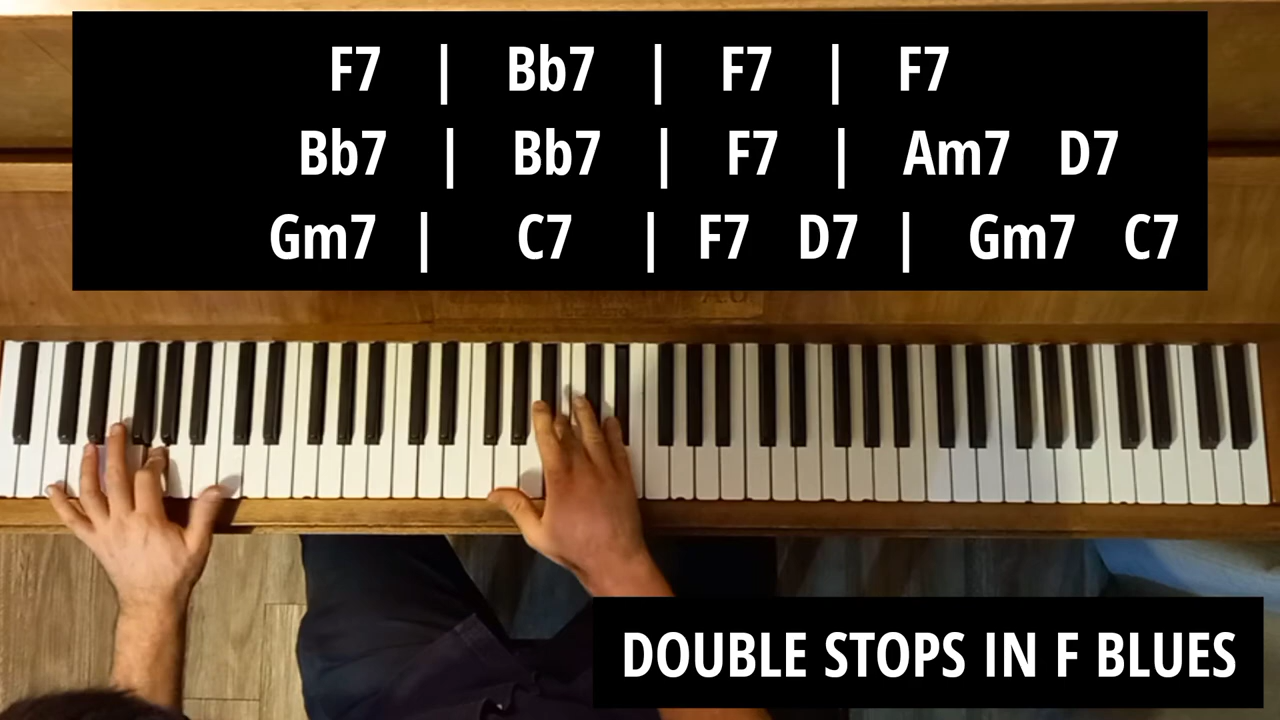 F7 | Bb7 | F7 | F7
Bb7 | Bb7 | F7 | Am7 D7
Gm7 | C7 | F7 D7 | Gm7 C7
DOUBLE STOPS IN F BLUES